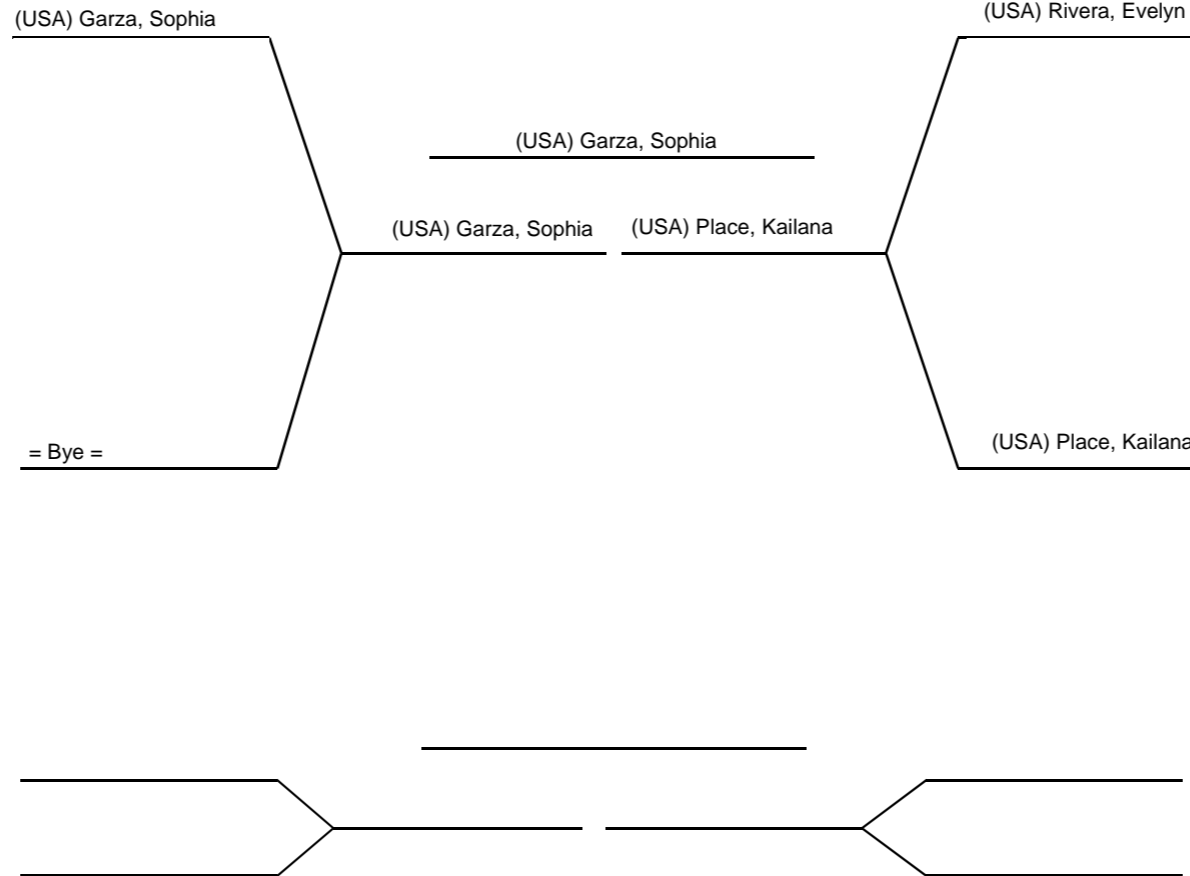 (USA) Garza, Sophia
(USA) Rivera, Evelyn
(USA) Garza, Sophia
(USA) Garza, Sophia
(USA) Place, Kailana
= Bye =
(USA) Place, Kailana